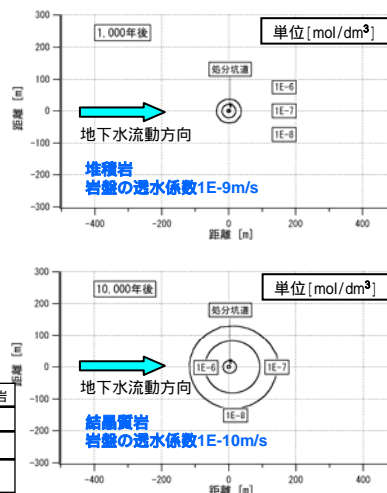 300
200
100
0
-100
-200
-300
距離 [m]
1,000年後
単位[mol/dm³]
処分坑道
1E-6
1E-7
1E-8
地下水流動方向
堆積岩
岩盤の透水係数1E-9m/s
-400
-200
0
200
400
距離 [m]
300
200
100
0
-100
-200
-300
距離 [m]
10,000年後
単位[mol/dm³]
処分坑道
1E-6
1E-7
1E-8
地下水流動方向
結晶質岩
岩盤の透水係数1E-10m/s
岩
-400
-200
0
200
400
距離 [m]